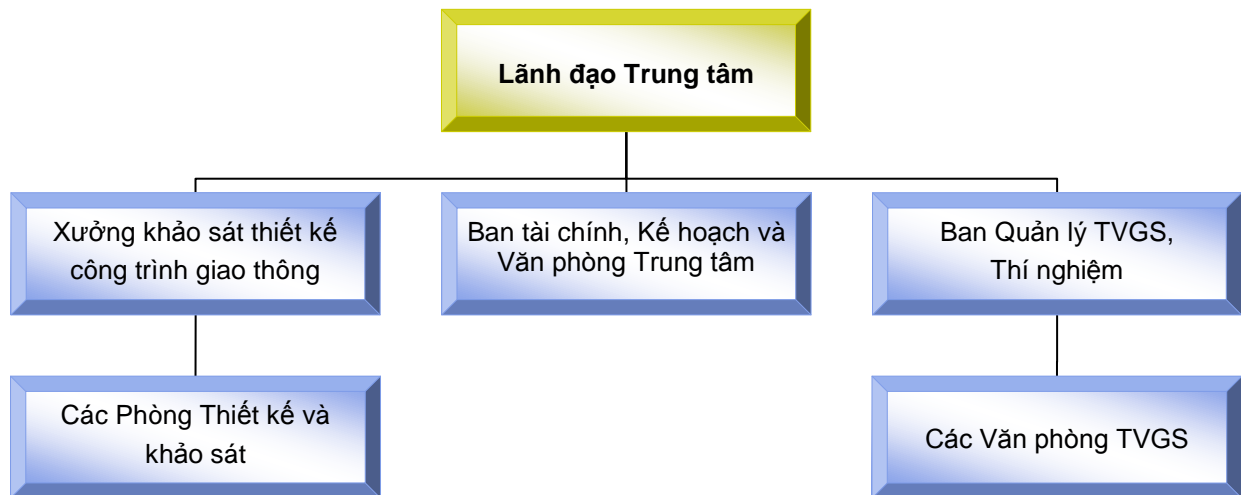 Lãnh đạo Trung tâm
Xưởng khảo sát thiết kế
công trình giao thông
Ban tài chính, Kế hoạch và
Văn phòng Trung tâm
Ban Quản lý TVGS,
Thí nghiệm
Các Phòng Thiết kế và
khảo sát
Các Văn phòng TVGS